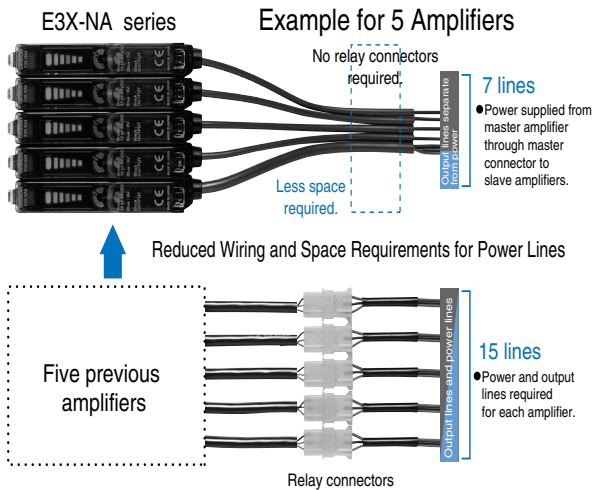 E3X-NA series
Example for 5 Amplifiers
No relay connectors
required.
7 lines
●Power supplied from
master amplifier
through master
connector to
slave amplifiers.
Output lines separate
from power
Less space
required.
Reduced Wiring and Space Requirements for Power Lines
Five previous
amplifiers
Output lines and power lines
15 lines
●Power and output
lines required
for each amplifier.
Relay connectors